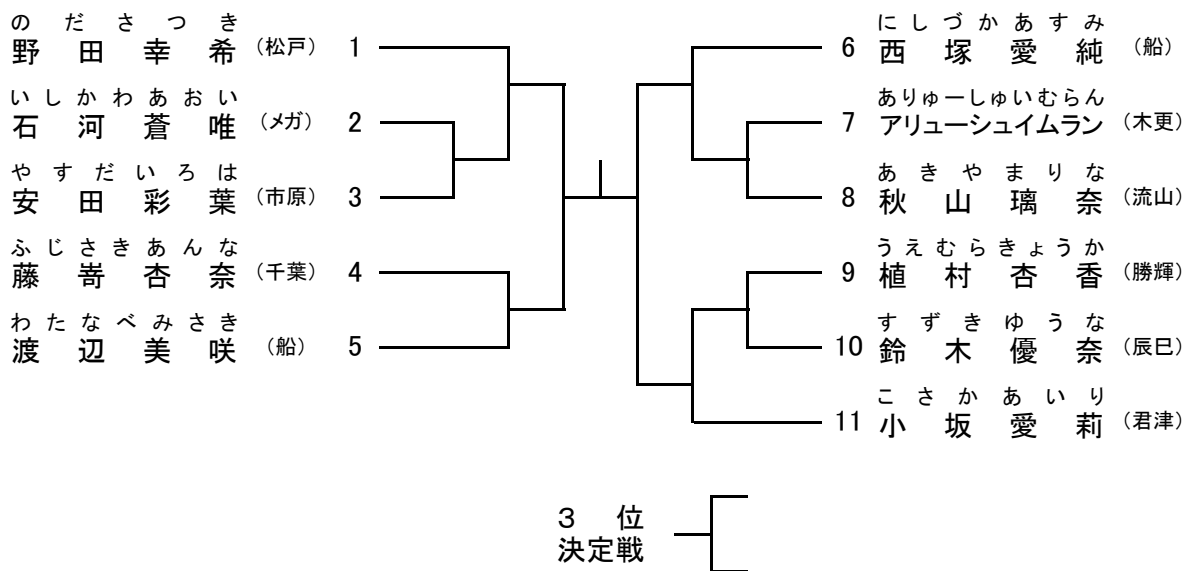 のださつき
野田幸希 （松戸） 1
いしかわあおい
石河蒼唯 （メガ） 2
やすだいろは
安田彩葉 （市原） 3
ふじさきあんな
藤嵜杏奈 （千葉） 4
わたなべみさき
渡辺美咲 （船） 5
にしづかあすみ
6 西塚愛純 （船）
ありゅーしゅいむらん
7 アリューシュイムラン （木更）
あきやまりな
8 秋山璃奈 （流山）
うえむらきょうか
9 植村杏香 （勝輝）
すずきゆうな
10 鈴木優奈 （辰巳）
こさかあいり
11 小坂愛莉 （君津）
３位
決定戦